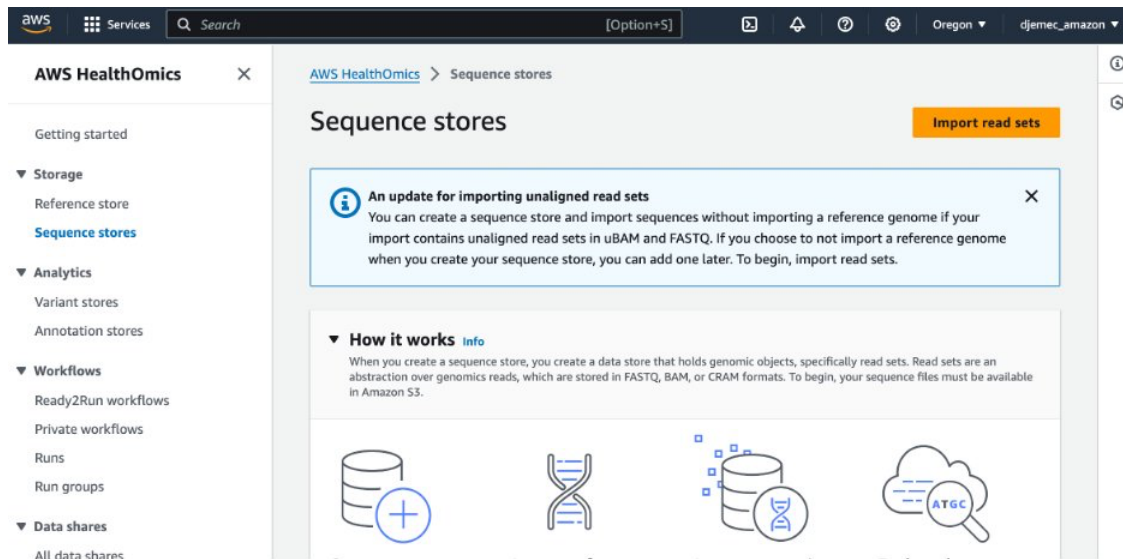 aws
Services
Search
[Option+S]
Oregon
djemec_amazon
AWS HealthOmics
Getting started
Storage
Reference store
Sequence stores
Analytics
Variant stores
Annotation stores
Workflows
Ready2Run workflows
Private workflows
Runs
Run groups
Data shares
All data shares
AWS HealthOmics > Sequence stores
Sequence stores
Import read sets
An update for importing unaligned read sets
You can create a sequence store and import sequences without importing a reference genome if your
import contains unaligned read sets in uBAM and FASTQ. If you choose to not import a reference genome
when you create your sequence store, you can add one later. To begin, import read sets.
How it works Info
When you create a sequence store, you create a data store that holds genomic objects, specifically read sets. Read sets are an
abstraction over genomics reads, which are stored in FASTQ, BAM, or CRAM formats. To begin, your sequence files must be available
in Amazon S3.
ATGC